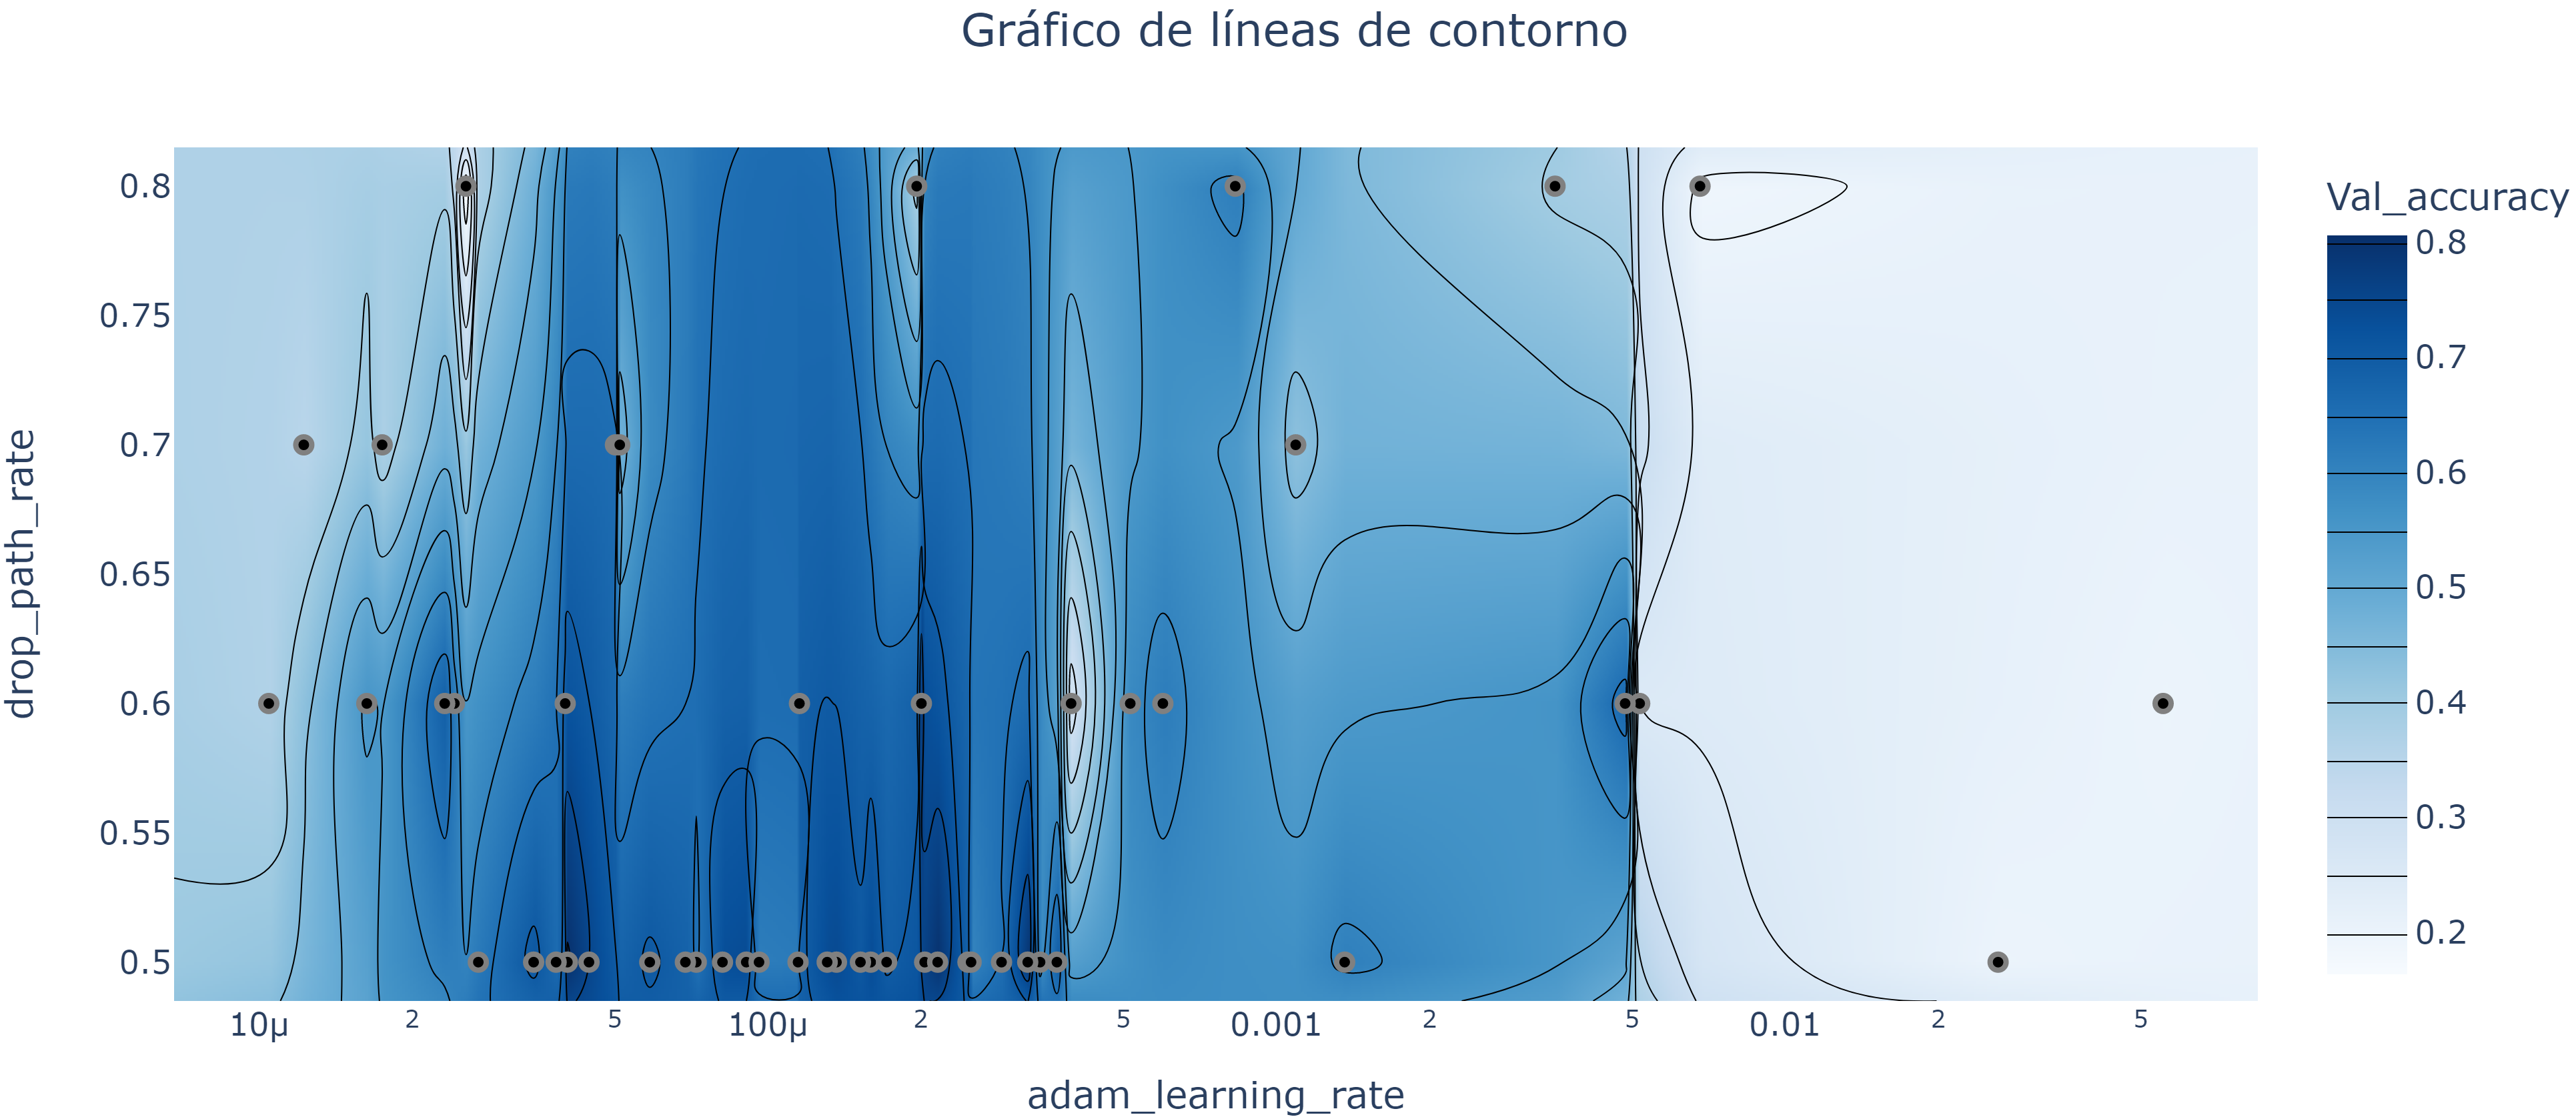 Gráfico de líneas de contorno
Val_accuracy
0.8
0.7
0.6
0.5
0.4
0.3
0.2
drop_path_rate
0.8
0.75
0.7
0.65
0.6
0.55
0.5
10μ 2 5 100μ 2 5 0.001 2 5 0.01 2 5
adam_learning_rate